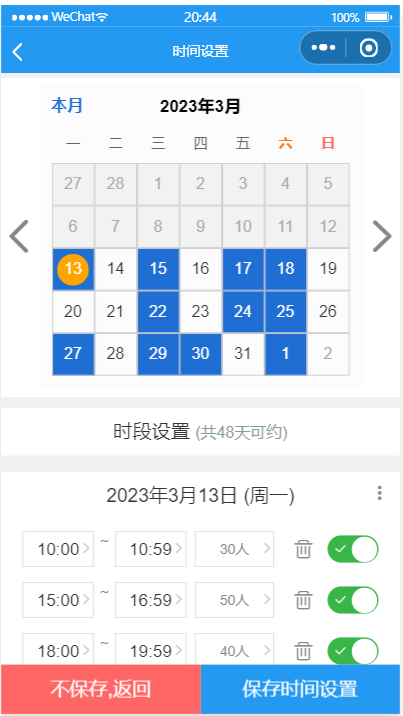 WeChat 20:44 100%
时间设置
本月 2023年3月
一 二 三 四 五 六 日
27 28 1 2 3 4 5
6 7 8 9 10 11 12
13 14 15 16 17 18 19
20 21 22 23 24 25 26
27 28 29 30 31 1 2
时段设置 (共48天可约)
2023年3月13日 (周一)
10:00 ~ 10:59 30人
15:00 ~ 16:59 50人
18:00 ~ 19:59 40人
不保存,返回 保存时间设置